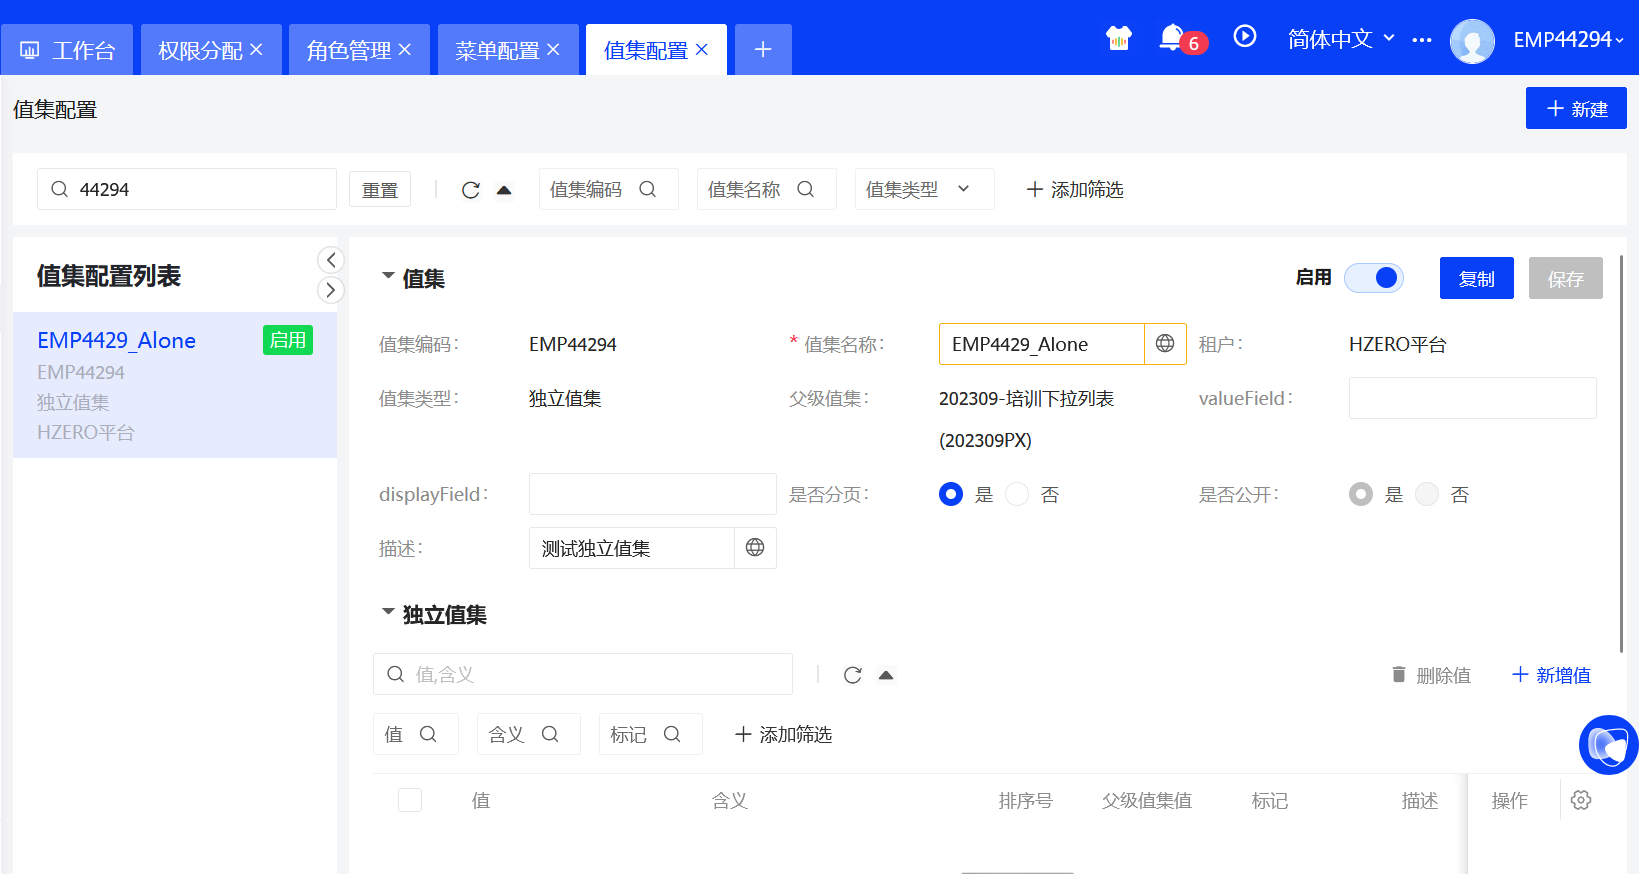 工作台 权限分配 角色管理 菜单配置 值集配置 6 简体中文 EMP44294
值集配置 新建
44294 重置 值集编码 值集名称 值集类型 添加筛选
值集配置列表
EMP4429_Alone 启用
EMP44294
独立值集
HZERO平台
值集 启用 复制 保存
值集编码: EMP44294 * 值集名称: EMP4429_Alone 租户: HZERO平台
值集类型: 独立值集 父级值集: 202309-培训下拉列表 valueField:
(202309PX)
displayField: 是否分页: 是 否 是否公开: 是 否
描述: 测试独立值集
独立值集
值,含义 删除值 新增值
值 含义 标记 添加筛选
值 含义 排序号 父级值集值 标记 描述 操作